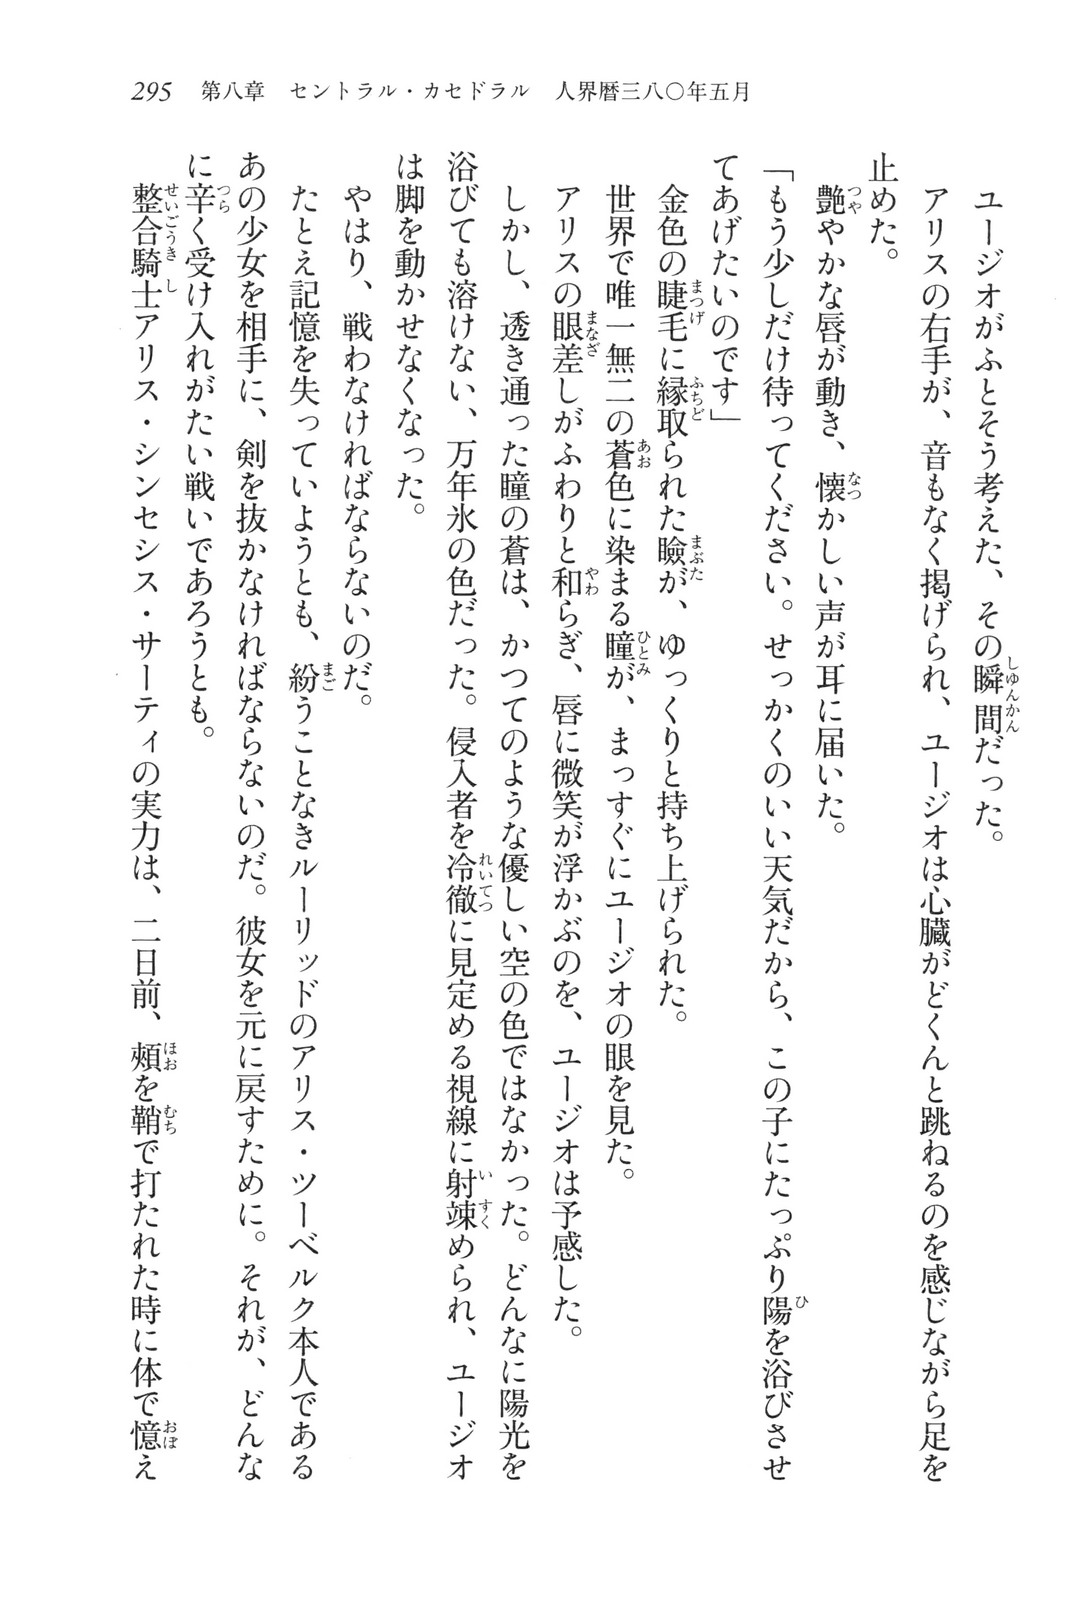 295　第八章　セントラル・カセドラル　人界暦三八〇年五月
ユージオがふとそう考えた、その瞬間だった。
アリスの右手が、音もなく掲げられ、ユージオは心臓がどくんと跳ねるのを感じながら足を
止めた。
艶やかな唇が動き、懐かしい声が耳に届いた。
「もう少しだけ待ってください。せっかくのいい天気だから、この子にたっぷり陽を浴びさせ
てあげたいのです」
金色の睫毛に縁取られた瞼が、ゆっくりと持ち上げられた。
世界で唯一無二の蒼色に染まる瞳が、まっすぐにユージオの眼を見た。
アリスの眼差しがふわりと和らぎ、唇に微笑が浮かぶのを、ユージオは予感した。
しかし、透き通った瞳の蒼は、かつてのような優しい空の色ではなかった。どんなに陽光を
浴びても溶けない、万年氷の色だった。侵入者を冷徹に見定める視線に射竦められ、ユージオ
は脚を動かせなくなった。
やはり、戦わなければならないのだ。
たとえ記憶を失っていようとも、紛うことなきルーリッドのアリス・ツーベルク本人である
あの少女を相手に、剣を抜かなければならないのだ。彼女を元に戻すために。それが、どんな
に辛く受け入れがたい戦いであろうとも。
整合騎士アリス・シンセシス・サーティの実力は、二日前、頰を鞘で打たれた時に体で憶え